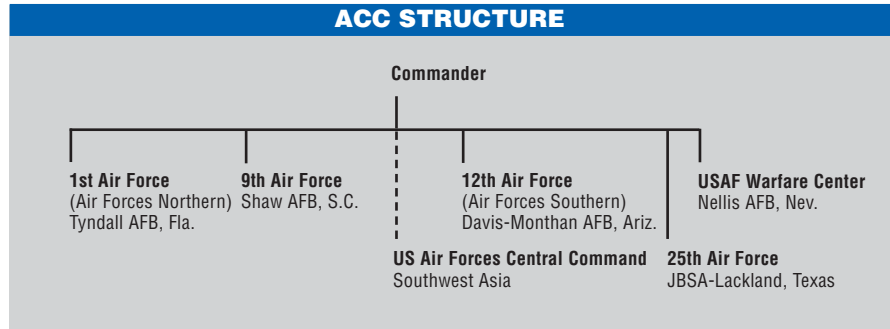 ACC STRUCTURE
Commander
1st Air Force
(Air Forces Northern)
Tyndall AFB, Fla.
9th Air Force
Shaw AFB, S.C.
12th Air Force
(Air Forces Southern)
Davis-Monthan AFB, Ariz.
USAF Warfare Center
Nellis AFB, Nev.
US Air Forces Central Command
Southwest Asia
25th Air Force
JBSA-Lackland, Texas